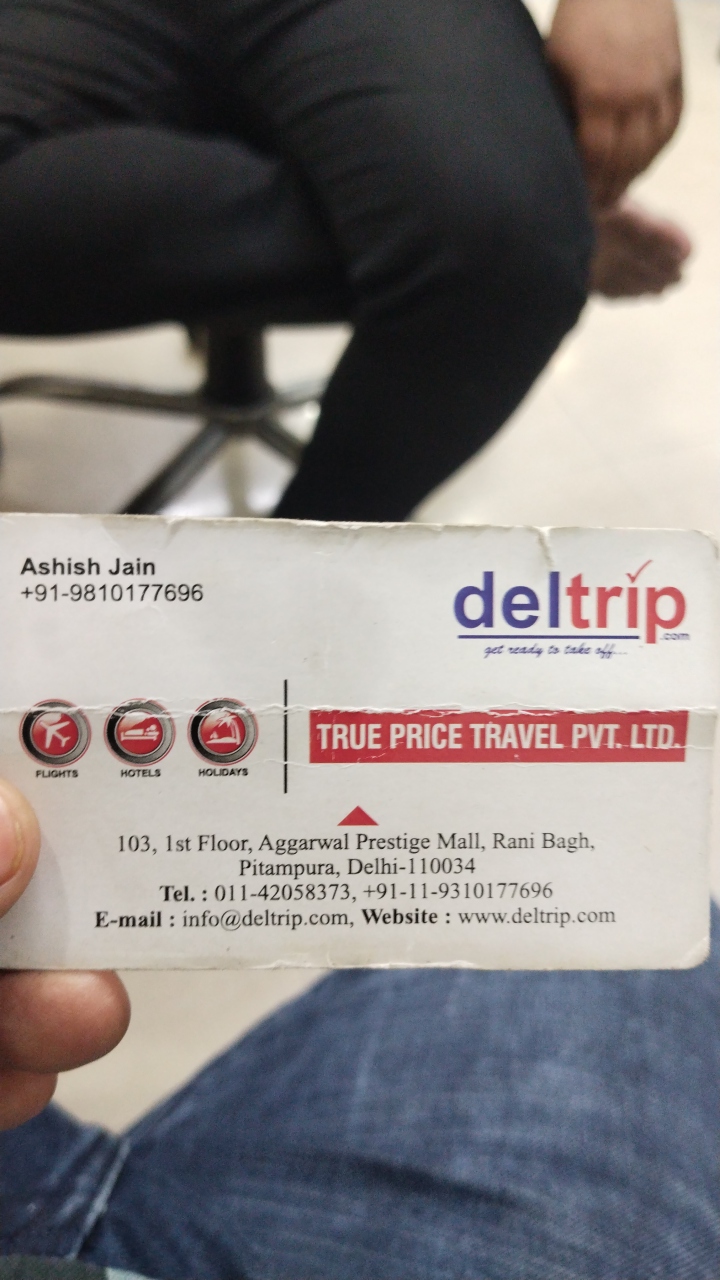 Ashish Jain
+91-9810177696
deltrip
.com
get ready to take off...
FLIGHTS
HOTELS
HOLIDAYS
TRUE PRICE TRAVEL PVT. LTD.
103, 1st Floor, Aggarwal Prestige Mall, Rani Bagh,
Pitampura, Delhi-110034
Tel. : 011-42058373, +91-11-9310177696
E-mail : info@deltrip.com, Website : www.deltrip.com